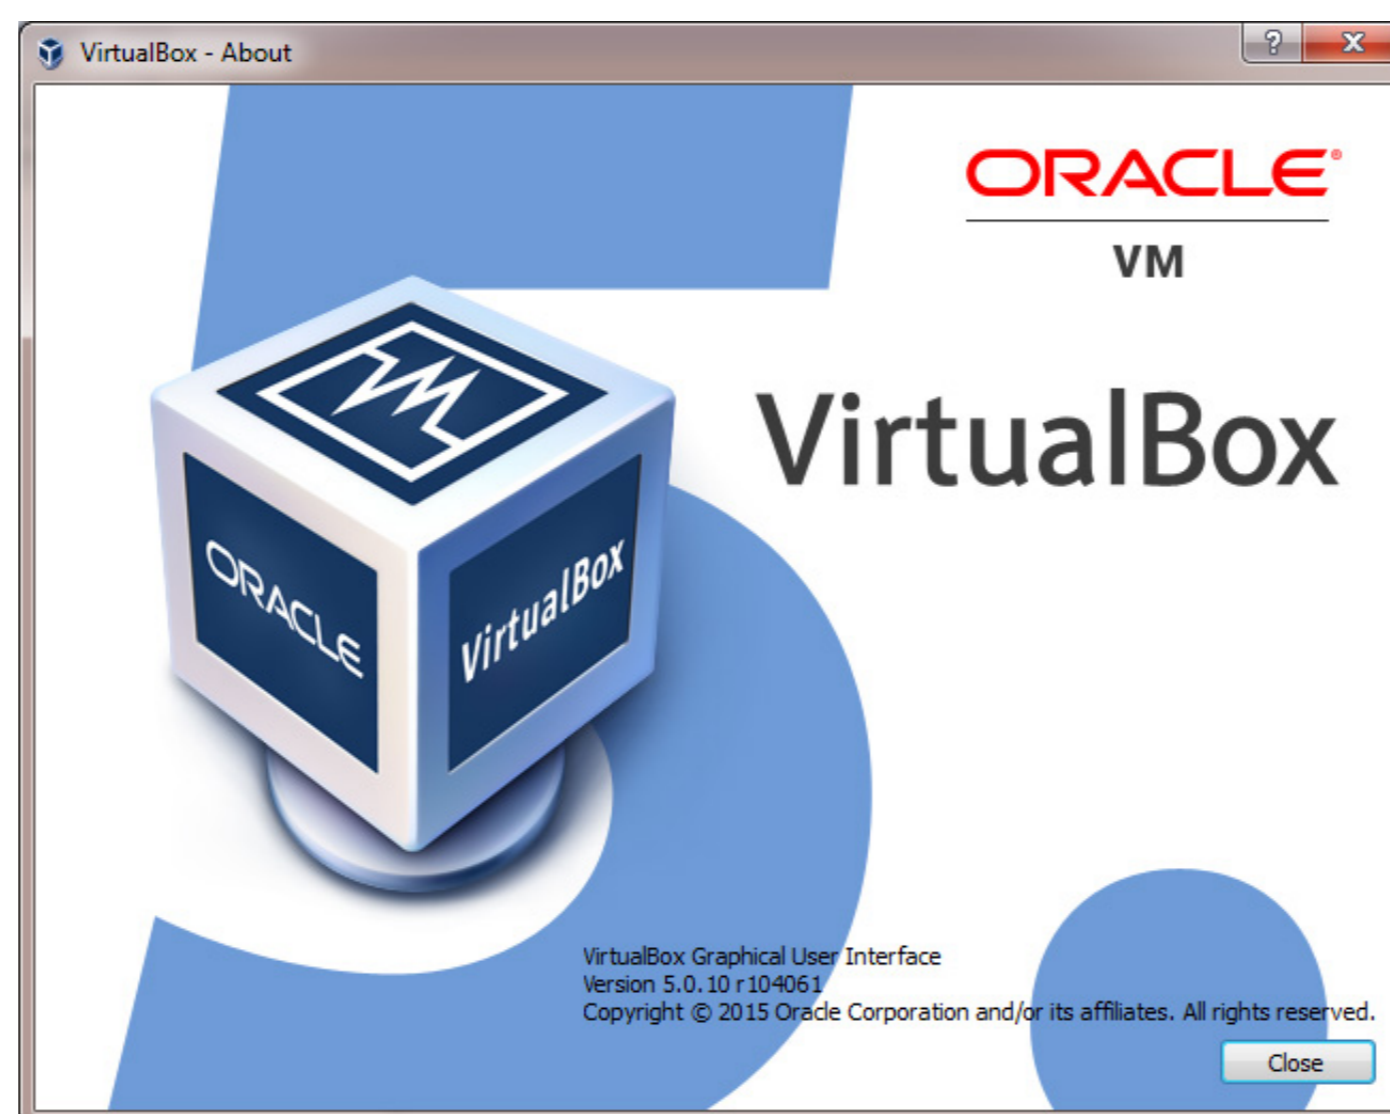 VirtualBox - About
ORACLE®
VM
VirtualBox
ORACLE
VirtualBox
VirtualBox Graphical User Interface
Version 5.0.10 r104061
Copyright © 2015 Oracle Corporation and/or its affiliates. All rights reserved.
Close